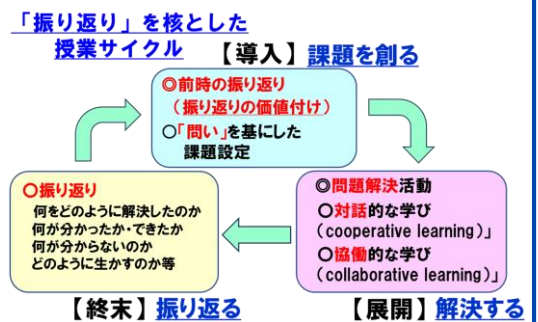 「振り返り」を核とした
授業サイクル
【導入】課題を創る
◎前時の振り返り
（振り返りの価値付け）
○「問い」を基にした
課題設定
○振り返り
何をどのように解決したのか
何が分かったか・できたか
何が分からないのか
どのように生かすのか等
◎問題解決活動
○対話的な学び
（cooperative learning）」
○協働的な学び
（collaborative learning）」
【終末】振り返る
【展開】解決する